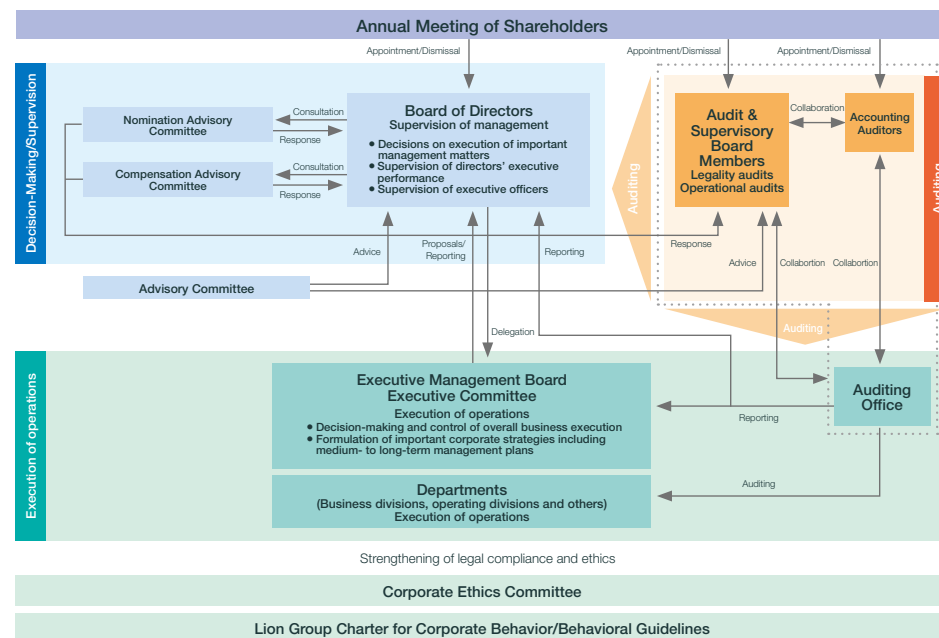 Annual Meeting of Shareholders
Appointment/Dismissal
Appointment/Dismissal
Appointment/Dismissal
Decision-Making/Supervision
Nomination Advisory
Committee
Consultation
Response
Compensation Advisory
Committee
Consultation
Response
Board of Directors
Supervision of management
● Decisions on execution of important
management matters
● Supervision of directors' executive
performance
● Supervision of executive officers
Auditing
Audit &
Supervisory
Board
Members
Legality audits
Operational audits
Collaboration
Accounting
Auditors
Auditing
Advice
Proposals/
Reporting
Reporting
Response
Advice
Collabortion
Collabortion
Advisory Committee
Delegation
Auditing
Execution of operations
Executive Management Board
Executive Committee
Execution of operations
● Decision-making and control of overall business execution
● Formulation of important corporate strategies including
medium- to long-term management plans
Reporting
Auditing
Office
Departments
(Business divisions, operating divisions and others)
Execution of operations
Auditing
Strengthening of legal compliance and ethics
Corporate Ethics Committee
Lion Group Charter for Corporate Behavior/Behavioral Guidelines